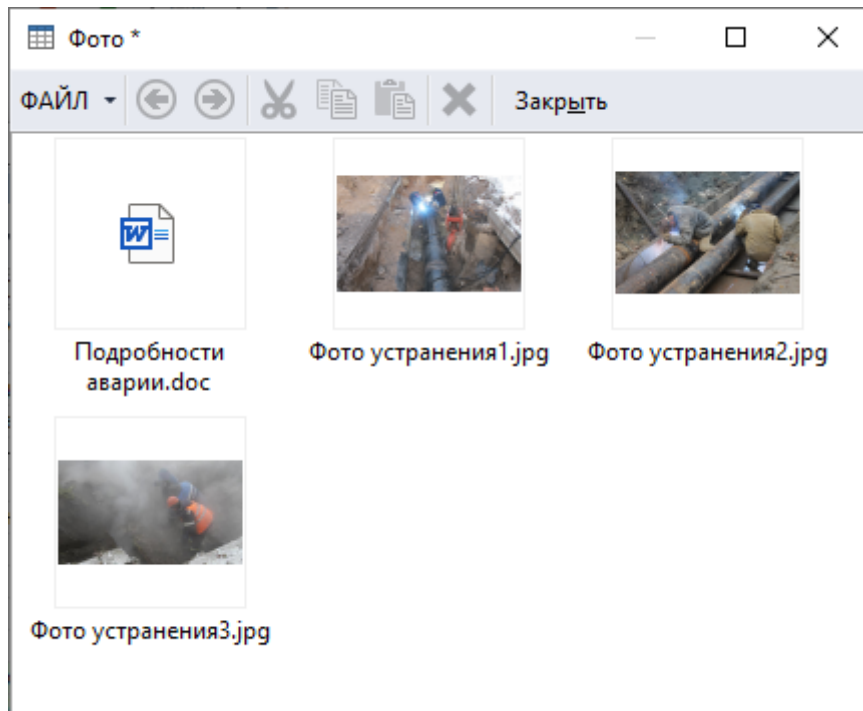 Фото *
ФАЙЛ
Закрыть
Подробности
аварии.doc
Фото устранения1.jpg
Фото устранения2.jpg
Фото устранения3.jpg